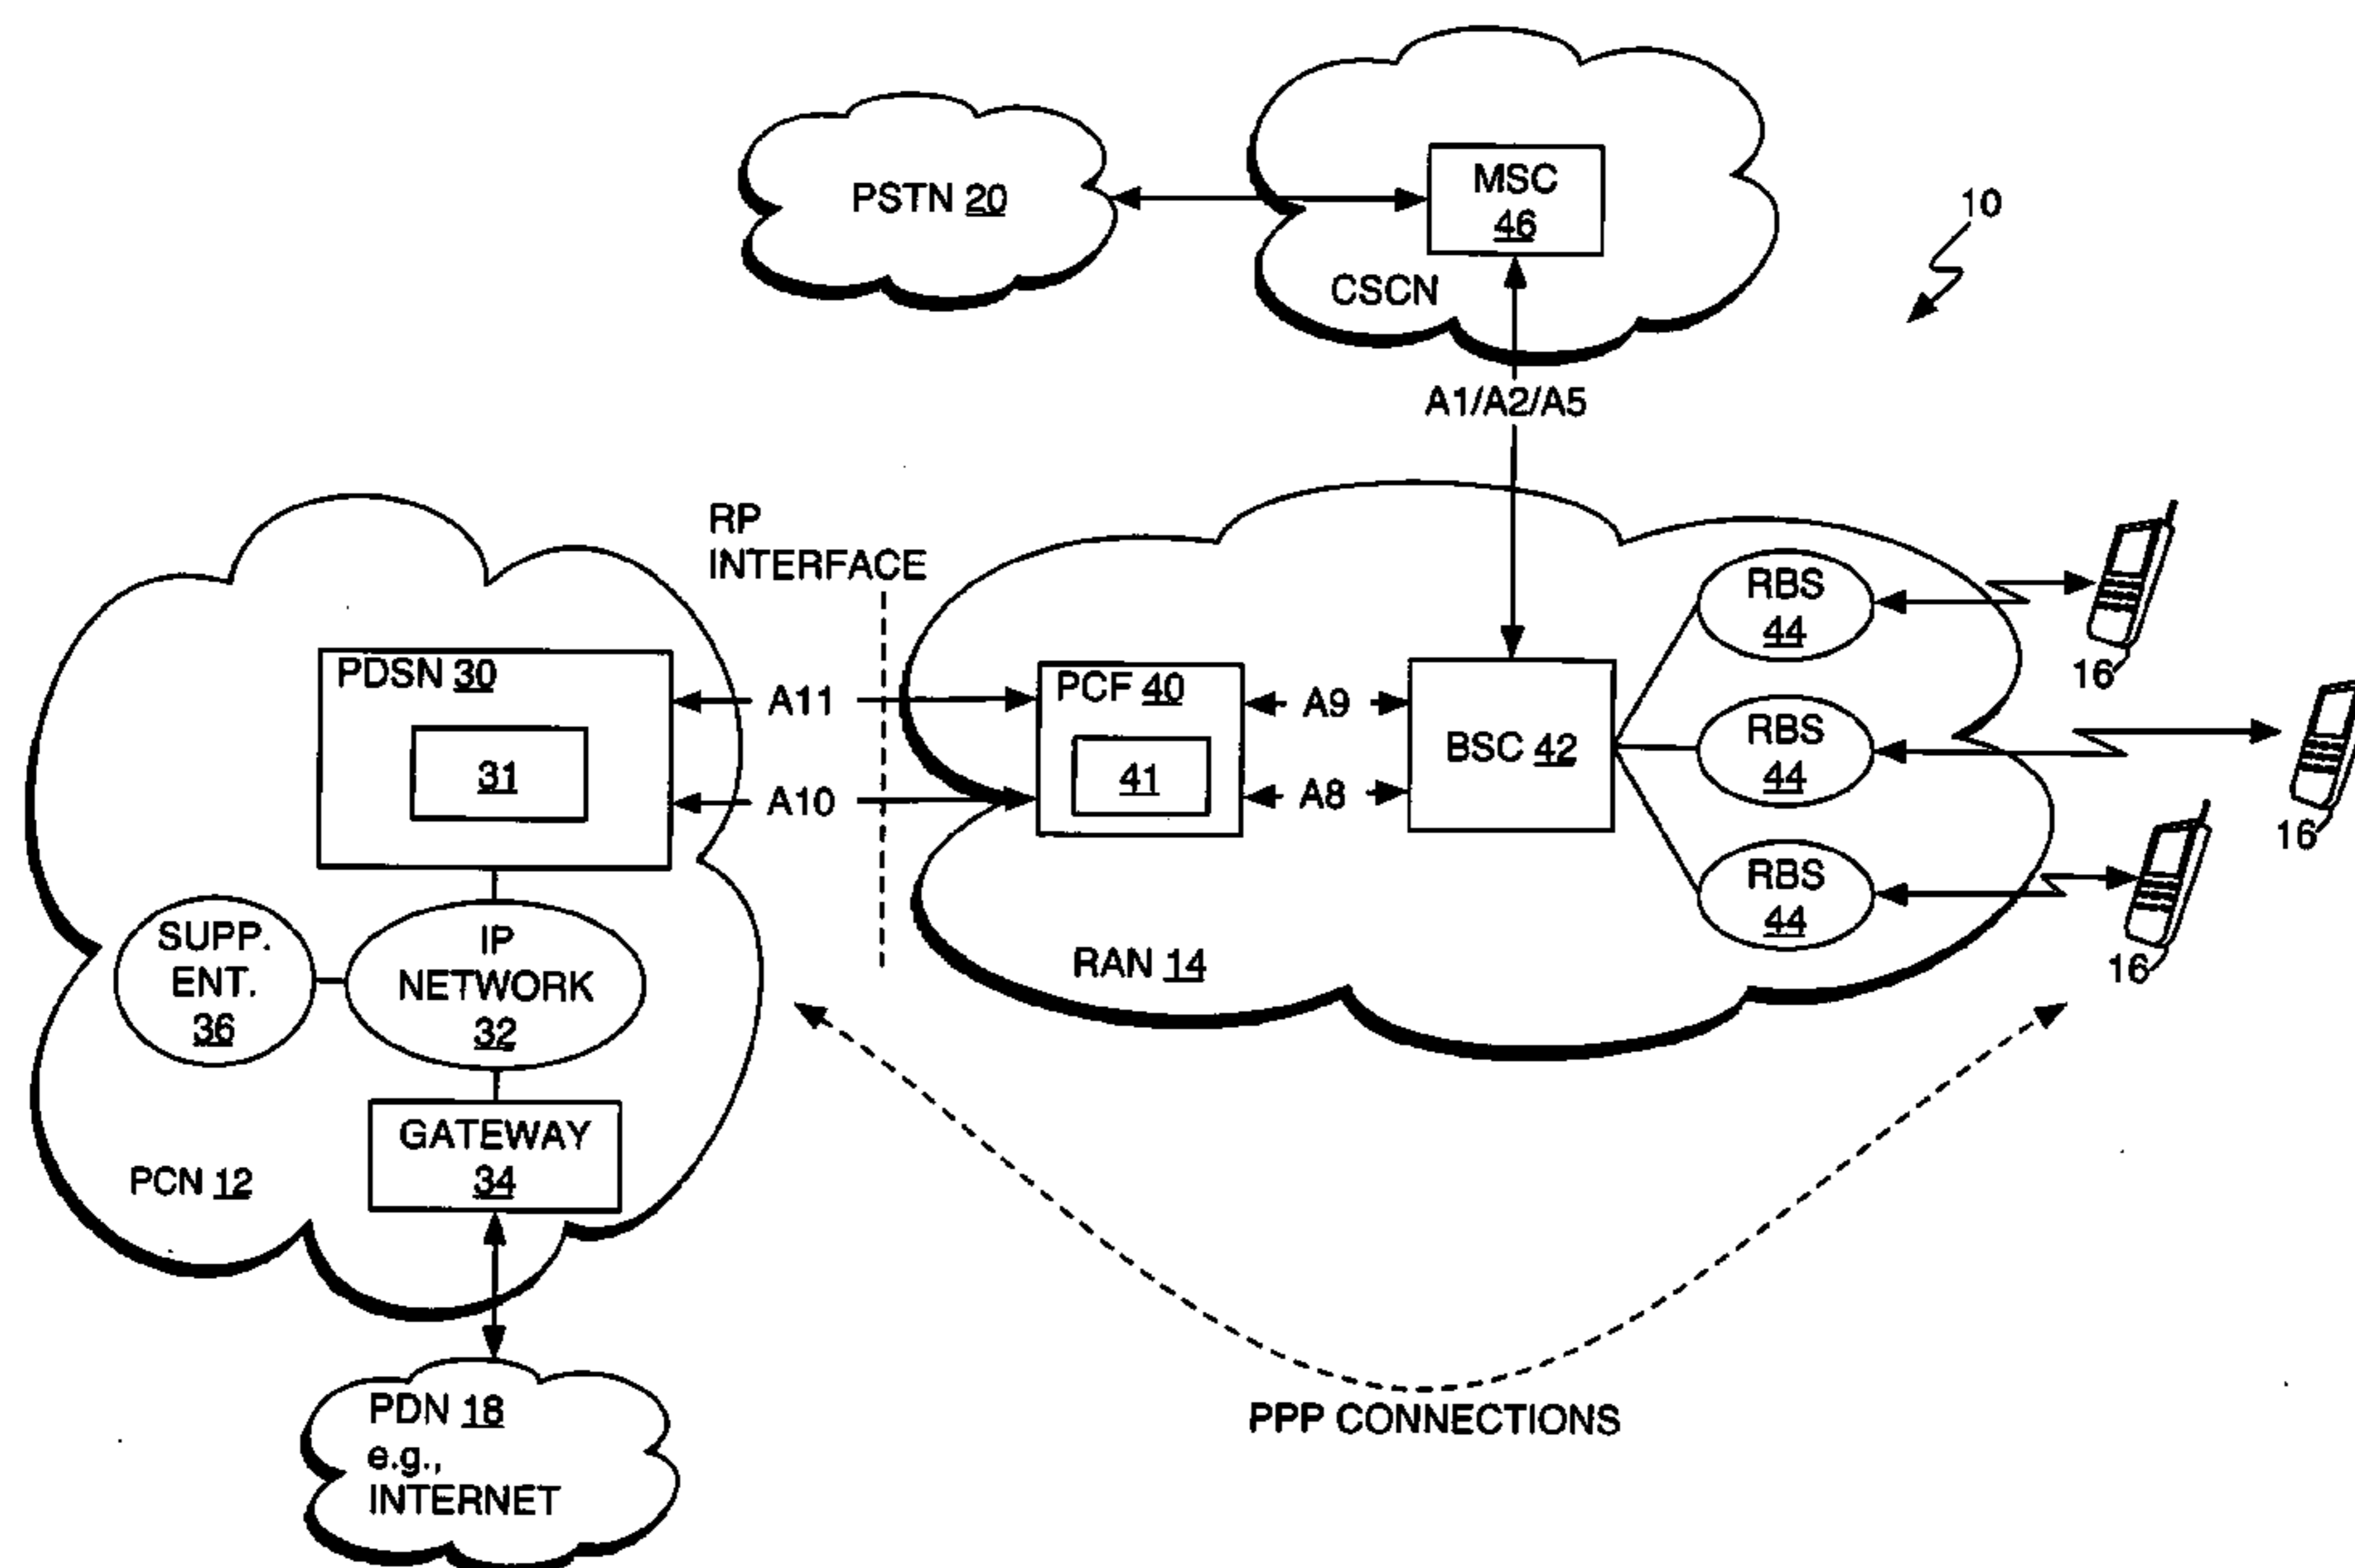 PSTN 20
MSC
46
CSCN
10
A1/A2/A5
RP
INTERFACE
PDSN 30
31
A11
A10
PCF 40
41
A9
A8
BSC 42
RBS
44
RBS
44
RBS
44
16
16
16
RAN 14
SUPP.
ENT.
36
IP
NETWORK
32
GATEWAY
34
PCN 12
PDN 18
e.g.,
INTERNET
PPP CONNECTIONS